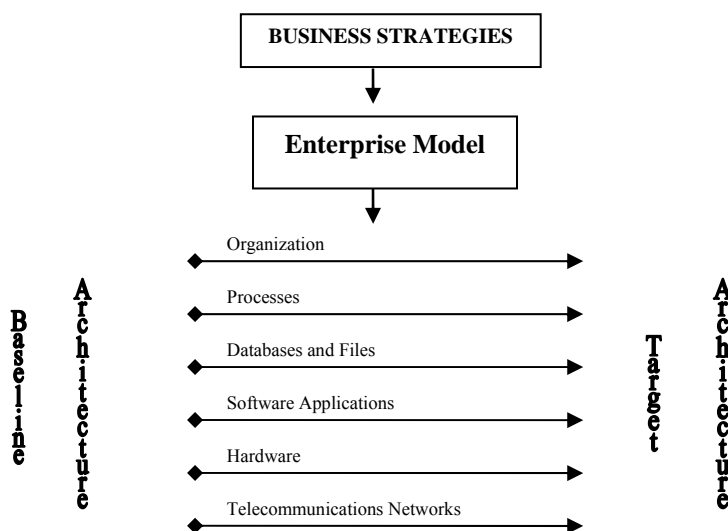 BUSINESS STRATEGIES
Enterprise Model
Organization
Processes
Databases and Files
Software Applications
Hardware
Telecommunications Networks
Baseline
Architecture
Target
Architecture